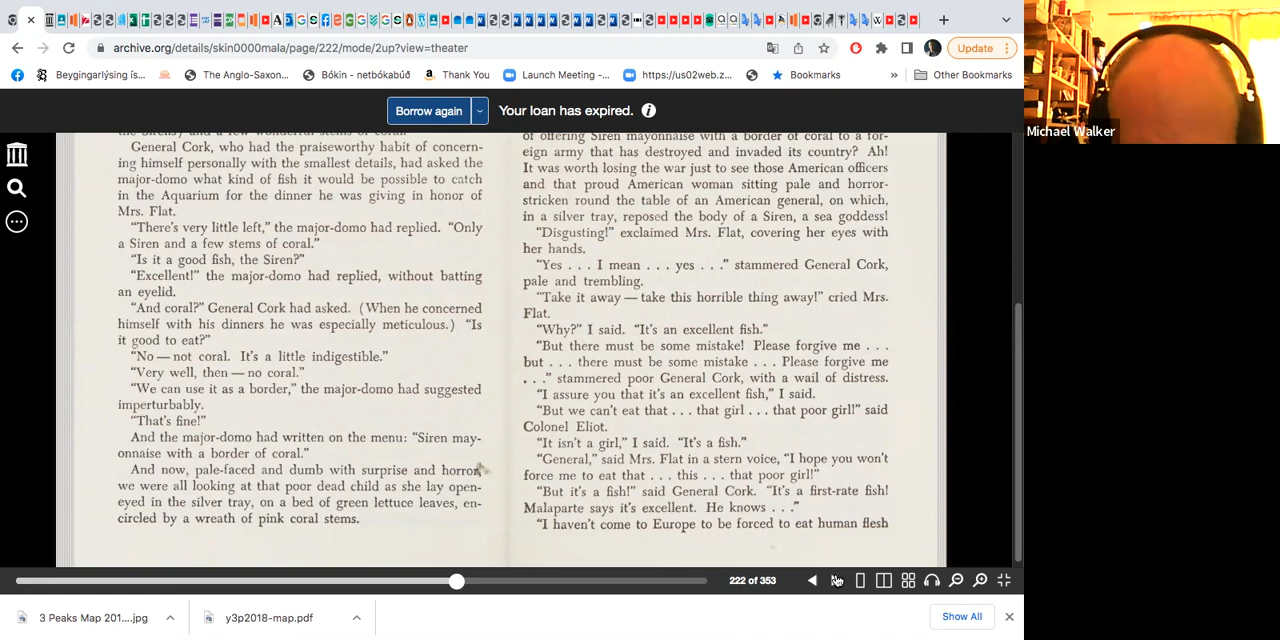 archive.org/details/skin0000mala/page/222/mode/2up?view=theater
Update
Beygingarlýsing ís...
The Anglo-Saxon...
Bókin - netbókabúð
Thank You
Launch Meeting -...
https://us02web.z...
Bookmarks
»
Other Bookmarks
Borrow again
Your loan has expired.
Michael Walker
the Sirens) and a few wonderful stems of coral.
General Cork, who had the praiseworthy habit of concern-
ing himself personally with the smallest details, had asked the
major-domo what kind of fish it would be possible to catch
in the Aquarium for the dinner he was giving in honor of
Mrs. Flat.
“There’s very little left,” the major-domo had replied. “Only
a Siren and a few stems of coral.”
“Is it a good fish, the Siren?”
“Excellent!” the major-domo had replied, without batting
an eyelid.
“And coral?” General Cork had asked. (When he concerned
himself with his dinners he was especially meticulous.) “Is
it good to eat?”
“No — not coral. It’s a little indigestible.”
“Very well, then — no coral.”
“We can use it as a border,” the major-domo had suggested
imperturbably.
“That’s fine!”
And the major-domo had written on the menu: “Siren may-
onnaise with a border of coral.”
And now, pale-faced and dumb with surprise and horror,
we were all looking at that poor dead child as she lay open-
eyed in the silver tray, on a bed of green lettuce leaves, en-
circled by a wreath of pink coral stems.
of offering Siren mayonnaise with a border of coral to a for-
eign army that has destroyed and invaded its country? Ah!
It was worth losing the war just to see those American officers
and that proud American woman sitting pale and horror-
stricken round the table of an American general, on which,
in a silver tray, reposed the body of a Siren, a sea goddess!
“Disgusting!” exclaimed Mrs. Flat, covering her eyes with
her hands.
“Yes . . . I mean . . . yes . . .” stammered General Cork,
pale and trembling.
“Take it away — take this horrible thing away!” cried Mrs.
Flat.
“Why?” I said. “It’s an excellent fish.”
“But there must be some mistake! Please forgive me . . .
but . . . there must be some mistake . . . Please forgive me
. . .” stammered poor General Cork, with a wail of distress.
“I assure you that it’s an excellent fish,” I said.
“But we can’t eat that . . . that girl . . . that poor girl!” said
Colonel Eliot.
“It isn’t a girl,” I said. “It’s a fish.”
“General,” said Mrs. Flat in a stern voice, “I hope you won’t
force me to eat that . . . this . . . that poor girl!”
“But it’s a fish!” said General Cork. “It’s a first-rate fish!
Malaparte says it’s excellent. He knows . . .”
“I haven’t come to Europe to be forced to eat human flesh
222 of 353
3 Peaks Map 201....jpg
y3p2018-map.pdf
Show All